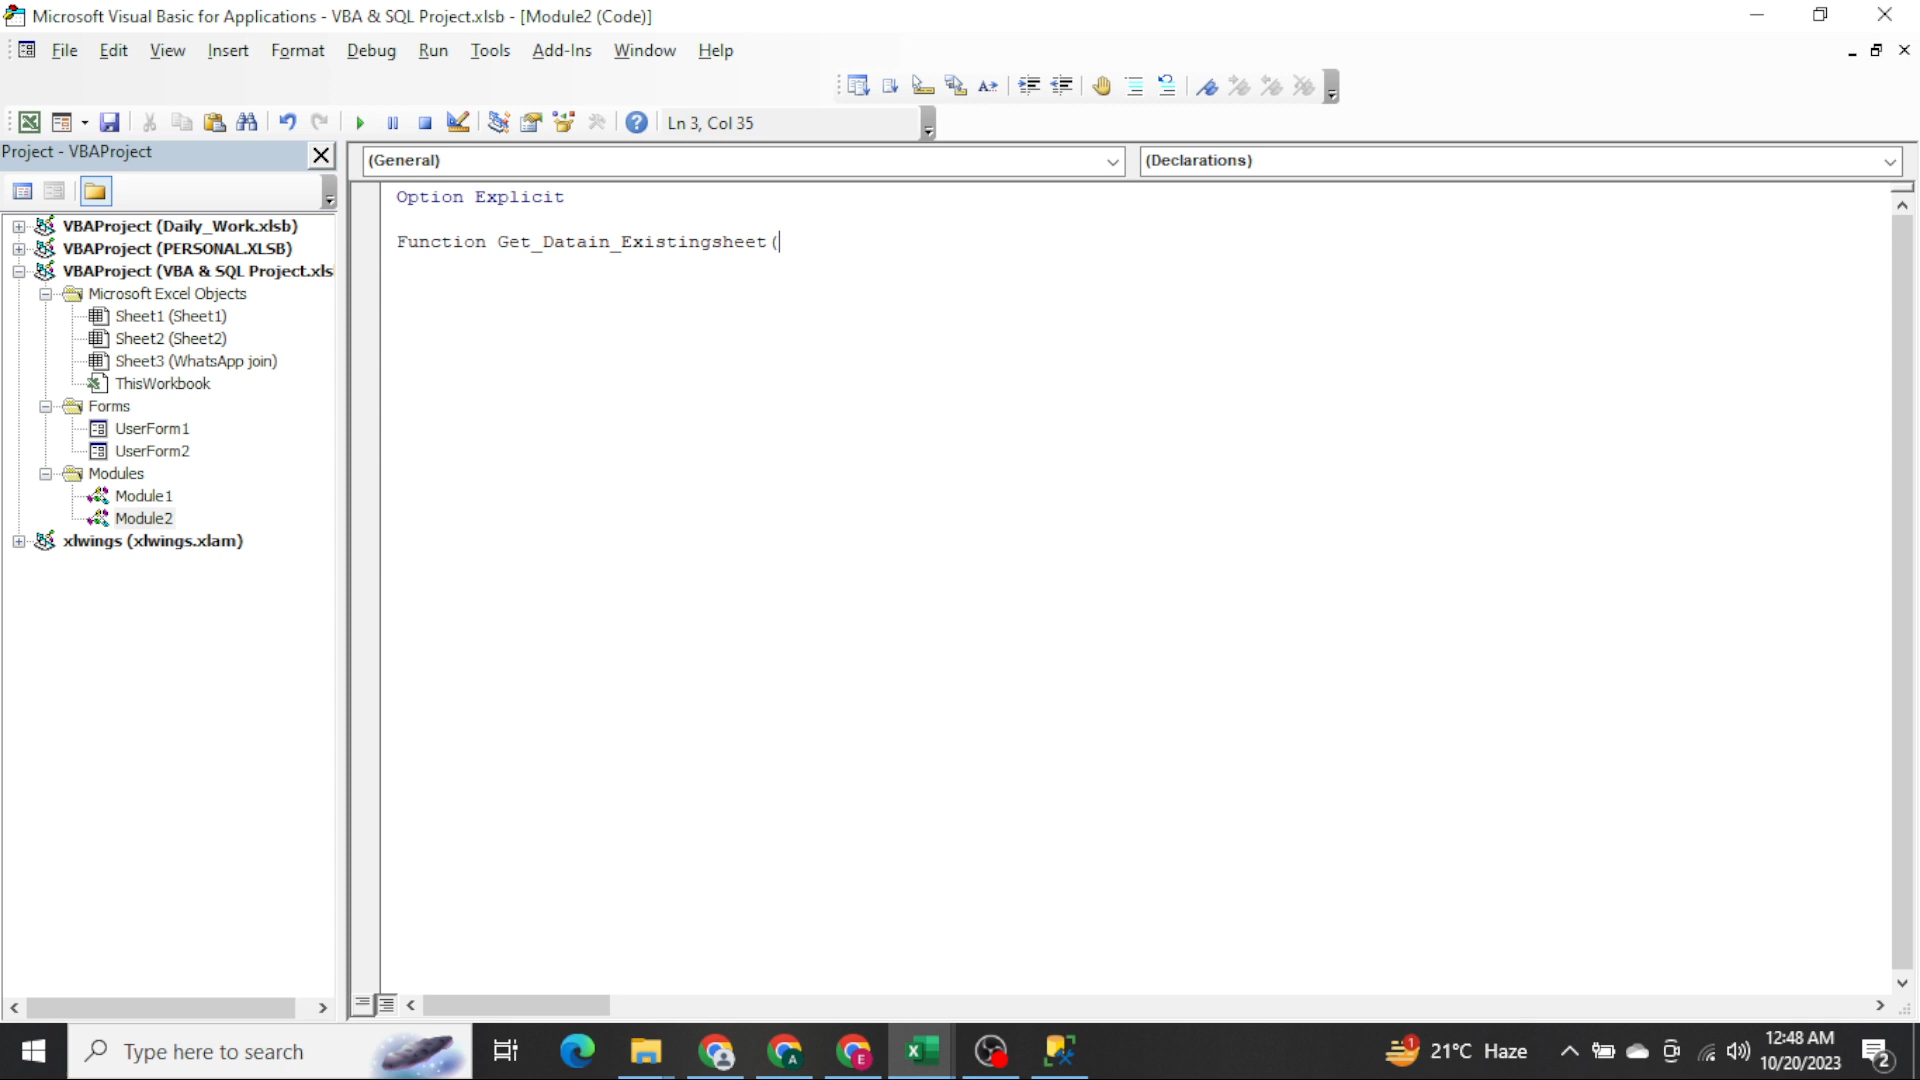 Microsoft Visual Basic for Applications - VBA & SQL Project.xlsb - [Module2 (Code)]
File Edit View Insert Format Debug Run Tools Add-Ins Window Help
Ln 3, Col 35
Project - VBAProject
(General)
(Declarations)
VBAProject (Daily_Work.xlsb)
VBAProject (PERSONAL.XLSB)
VBAProject (VBA & SQL Project.xls
Microsoft Excel Objects
Sheet1 (Sheet1)
Sheet2 (Sheet2)
Sheet3 (WhatsApp join)
ThisWorkbook
Forms
UserForm1
UserForm2
Modules
Module1
Module2
xlwings (xlwings.xlam)
Option Explicit
Function Get_Datain_Existingsheet(
Type here to search
A
E
1
21°C Haze
12:48 AM
10/20/2023
2